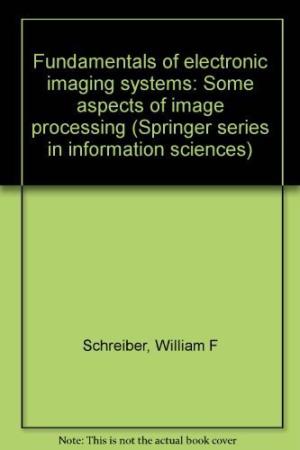 Fundamentals of electronic
imaging systems: Some
aspects of image
processing (Springer series
in information sciences)
Schreiber, William F
Note: This is not the actual book cover